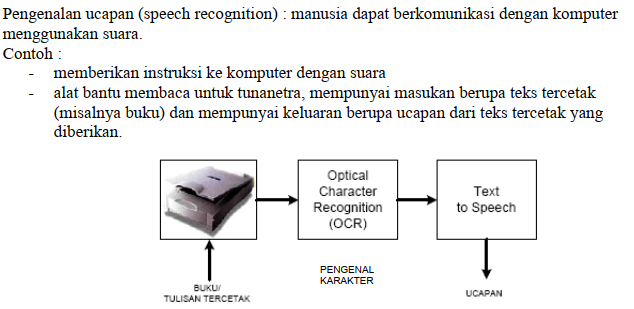 Pengenalan ucapan (speech recognition) : manusia dapat berkomunikasi dengan komputer
menggunakan suara.
Contoh :
- memberikan instruksi ke komputer dengan suara
- alat bantu membaca untuk tunanetra, mempunyai masukan berupa teks tercetak
(misalnya buku) dan mempunyai keluaran berupa ucapan dari teks tercetak yang
diberikan.
Optical
Character
Recognition
(OCR)
Text
to Speech
BUKU/
TULISAN TERCETAK
PENGENAL
KARAKTER
UCAPAN